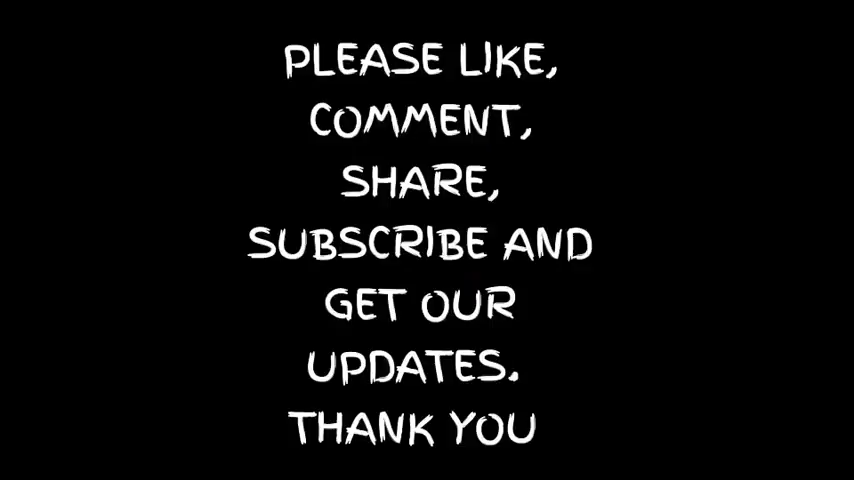 PLEASE LIKE,
COMMENT,
SHARE,
SUBSCRIBE AND
GET OUR
UPDATES.
THANK YOU